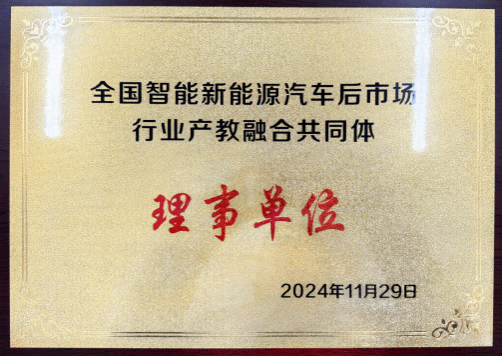 全国智能新能源汽车后市场
行业产教融合共同体
理事单位
2024年11月29日